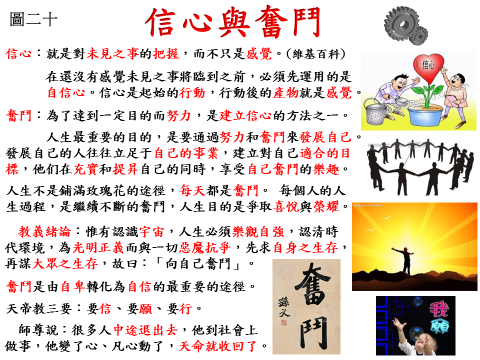 圖二十
信心與奮鬥
信心：就是對未見之事的把握，而不只是感覺。(維基百科)
在還沒有感覺未見之事將臨到之前，必須先運用的是
自信心。信心是起始的行動，行動後的產物就是感覺。
奮鬥：為了達到一定目的而努力，是建立信心的方法之一。
人生最重要的目的，是要通過努力和奮鬥來發展自己。
發展自己的人往往立足于自己的事業，建立對自己適合的目
標，他們在充實和提昇自己的同時，享受自己奮鬥的樂趣。
人生不是鋪滿玫瑰花的途徑，每天都是奮鬥。 每個人的人
生過程，是繼續不斷的奮鬥，人生目的是爭取喜悅與榮耀。
教義緒論：惟有認識宇宙，人生必須樂觀自強，認清時
代環境，為光明正義而與一切惡魔抗爭，先求自身之生存，
再謀大眾之生存，故曰：「向自己奮鬥」。
奮鬥是由自卑轉化為自信的最重要的途徑。
天帝教三要：要信、要願、要行。
師尊說：很多人中途退出去，他到社會上
做事，他變了心、凡心動了，天命就收回了。
信心
奮鬥
孫文
我願